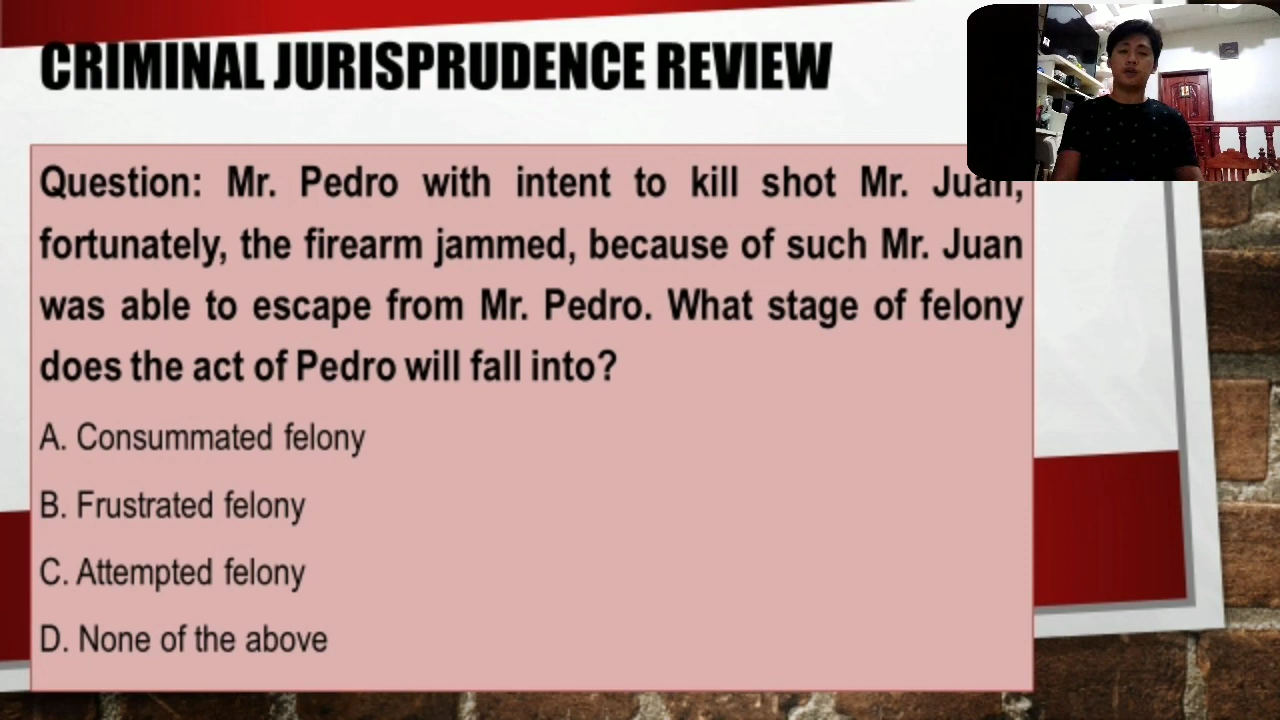 CRIMINAL JURISPRUDENCE REVIEW
Question: Mr. Pedro with intent to kill shot Mr. Juan,
fortunately, the firearm jammed, because of such Mr. Juan
was able to escape from Mr. Pedro. What stage of felony
does the act of Pedro will fall into?
A. Consummated felony
B. Frustrated felony
C. Attempted felony
D. None of the above